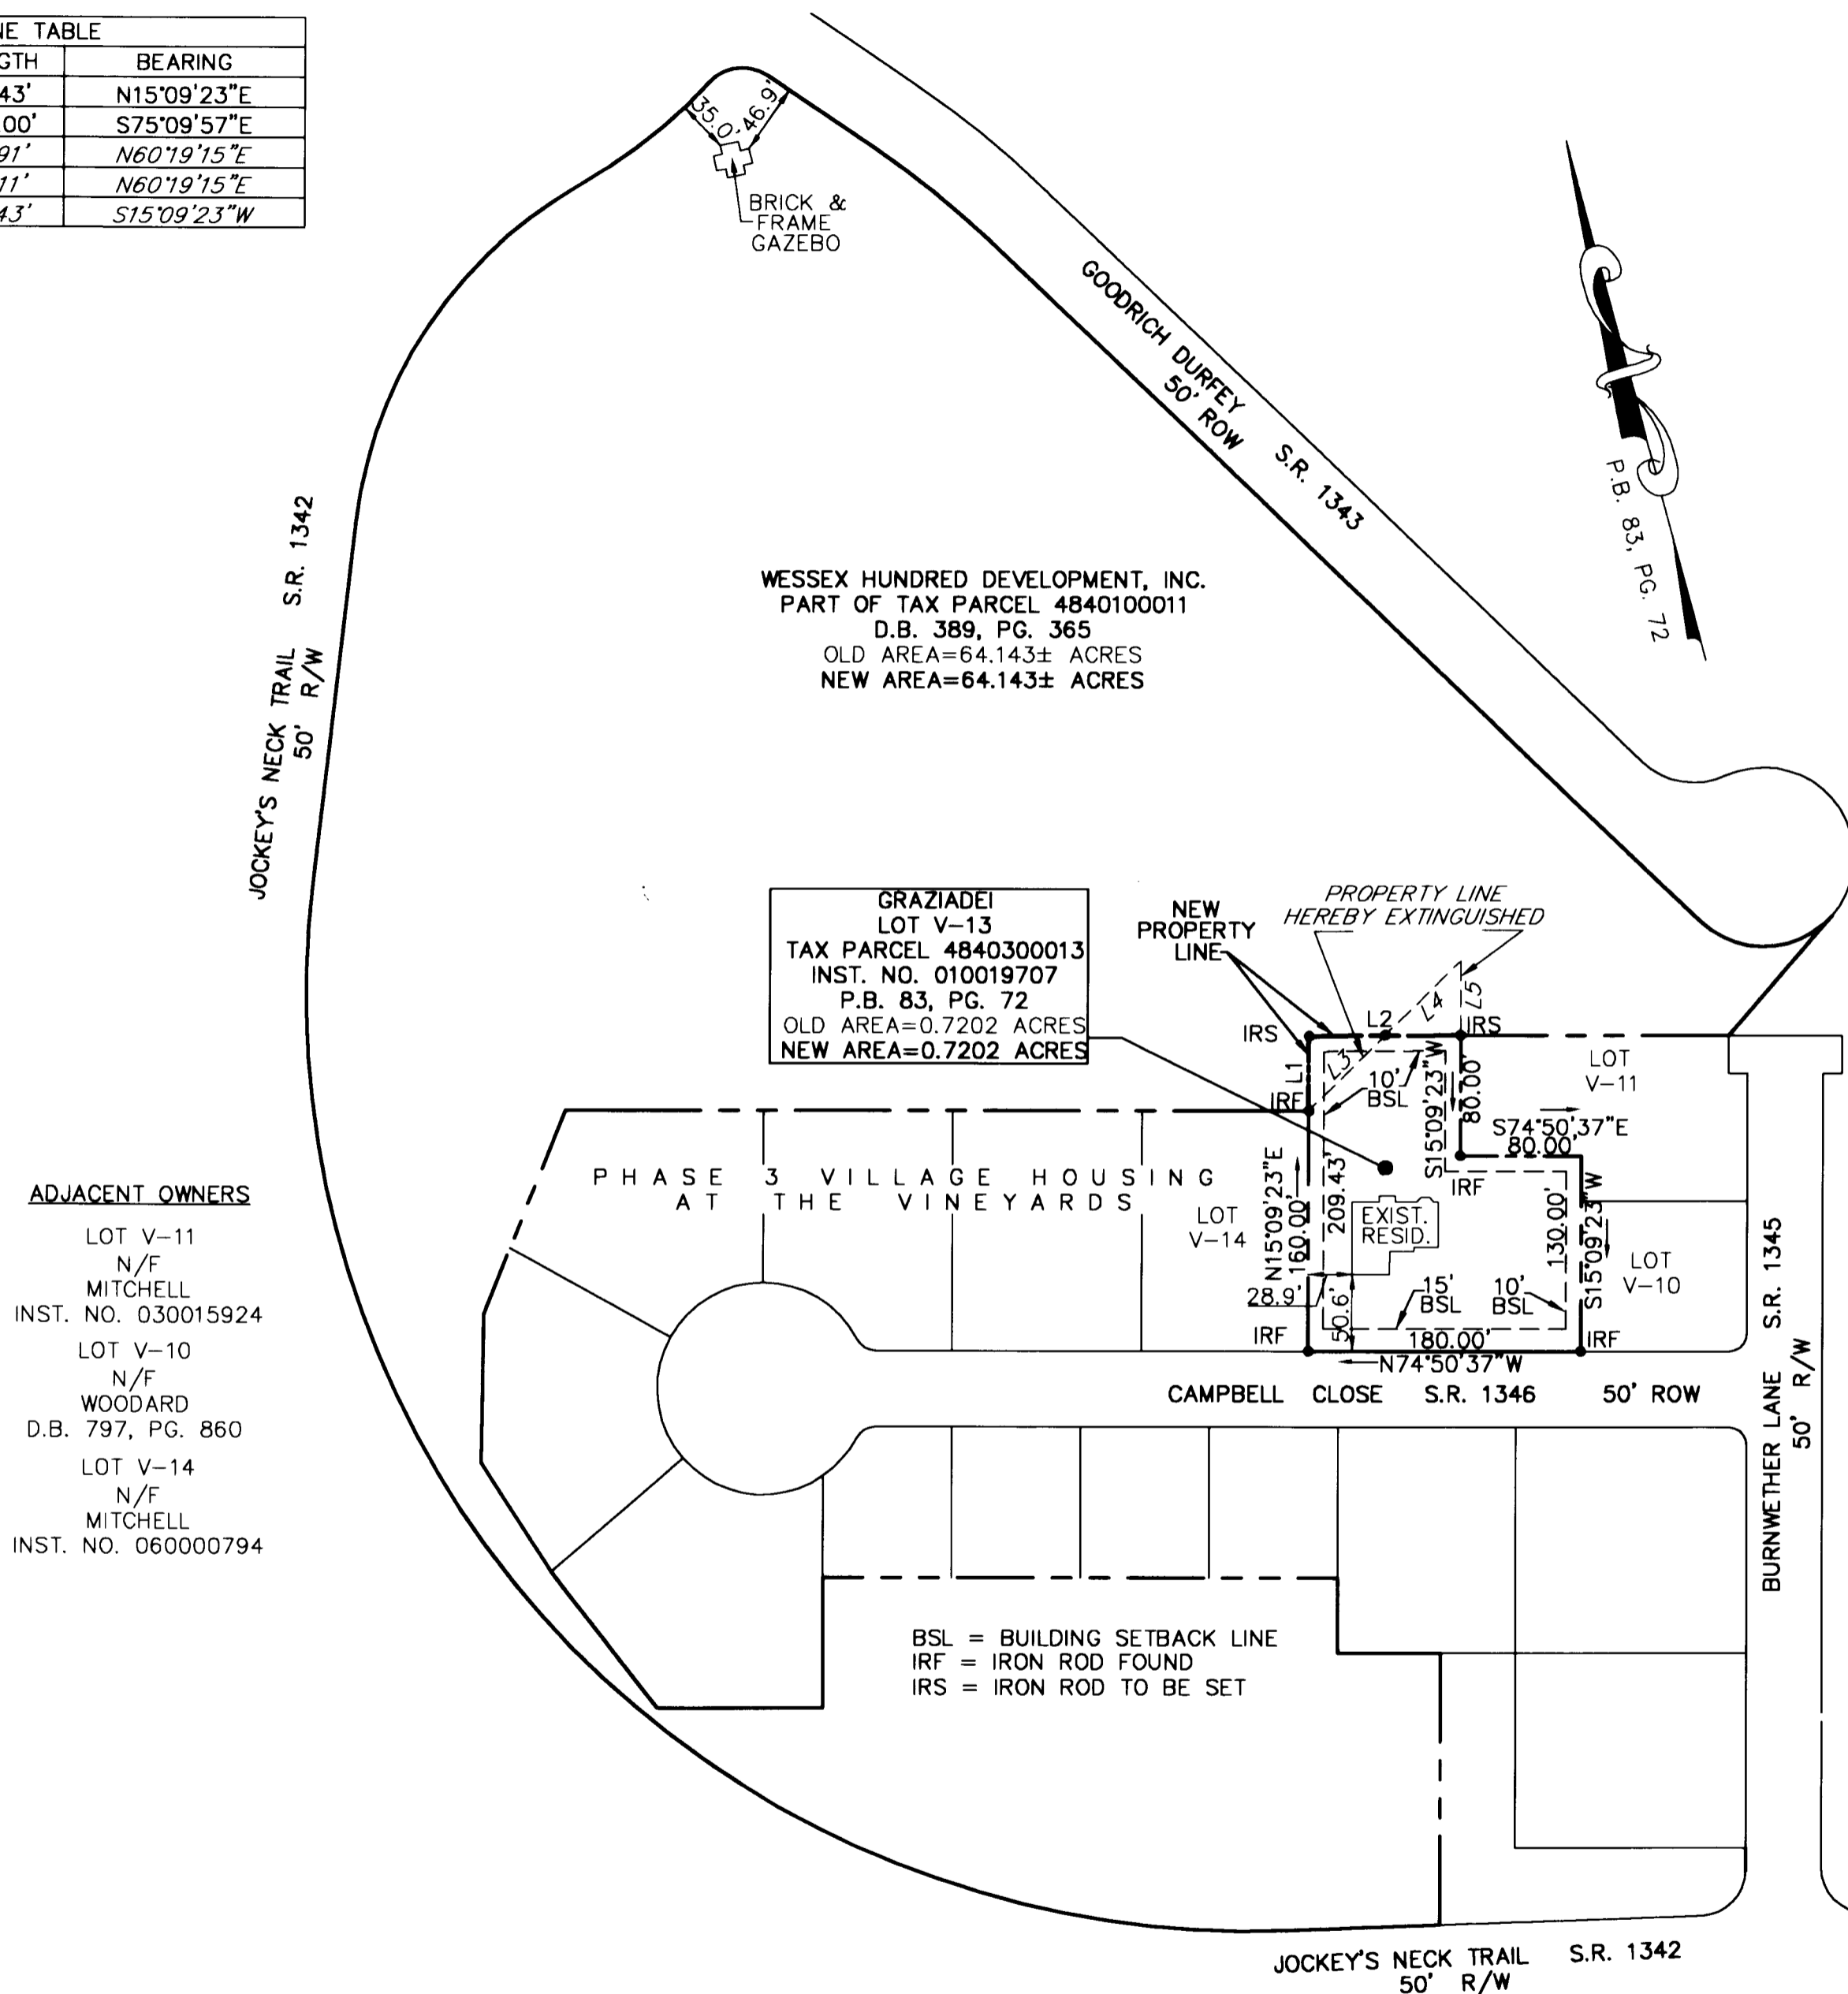 NE TABLE
GTH BEARING
43' N15°09'23"E
.00' S75°09'57"E
91' N60°19'15"E
11' N60°19'15"E
43' S15°09'23"W
35.0'
46.9'
BRICK &
FRAME
GAZEBO
GOODRICH DURFEY S.R. 1343
50' ROW
P.B. 83, PG. 72
JOCKEY'S NECK TRAIL S.R. 1342
50' R/W
WESSEX HUNDRED DEVELOPMENT, INC.
PART OF TAX PARCEL 4840100011
D.B. 389, PG. 365
OLD AREA=64.143± ACRES
NEW AREA=64.143± ACRES
GRAZIADEI
LOT V-13
TAX PARCEL 4840300013
INST. NO. 010019707
P.B. 83, PG. 72
OLD AREA=0.7202 ACRES
NEW AREA=0.7202 ACRES
NEW
PROPERTY
LINE
PROPERTY LINE
HEREBY EXTINGUISHED
IRS
L2
L4
L5
IRS
L1
L3
IRF
10'
BSL
S15°09'23"W
80.00'
LOT
V-11
S74°50'37"E
80.00'
IRF
PHASE 3 VILLAGE HOUSING
AT THE VINEYARDS
LOT
V-14
N15°09'23"E
160.00'
209.43'
EXIST.
RESID.
130.00'
S15°09'23"W
LOT
V-10
28.9'
50.6'
15'
BSL
10'
BSL
IRF
180.00'
IRF
N74°50'37"W
CAMPBELL CLOSE S.R. 1346 50' ROW
BURNWETHER LANE S.R. 1345
50' R/W
ADJACENT OWNERS
LOT V-11
N/F
MITCHELL
INST. NO. 030015924
LOT V-10
N/F
WOODARD
D.B. 797, PG. 860
LOT V-14
N/F
MITCHELL
INST. NO. 060000794
BSL = BUILDING SETBACK LINE
IRF = IRON ROD FOUND
IRS = IRON ROD TO BE SET
JOCKEY'S NECK TRAIL S.R. 1342
50' R/W